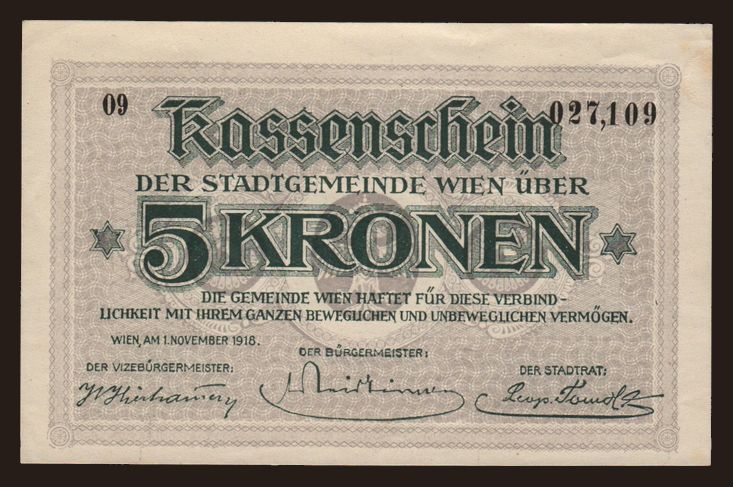 09
027,109
Kassenschein
DER STADTGEMEINDE WIEN ÜBER
5 KRONEN
DIE GEMEINDE WIEN HAFTET FÜR DIESE VERBIND-
LICHKEIT MIT IHREM GANZEN BEWEGLICHEN UND UNBEWEGLICHEN VERMÖGEN.
WIEN, AM 1. NOVEMBER 1918.
DER VIZEBÜRGERMEISTER:
DER BÜRGERMEISTER:
DER STADTRAT: